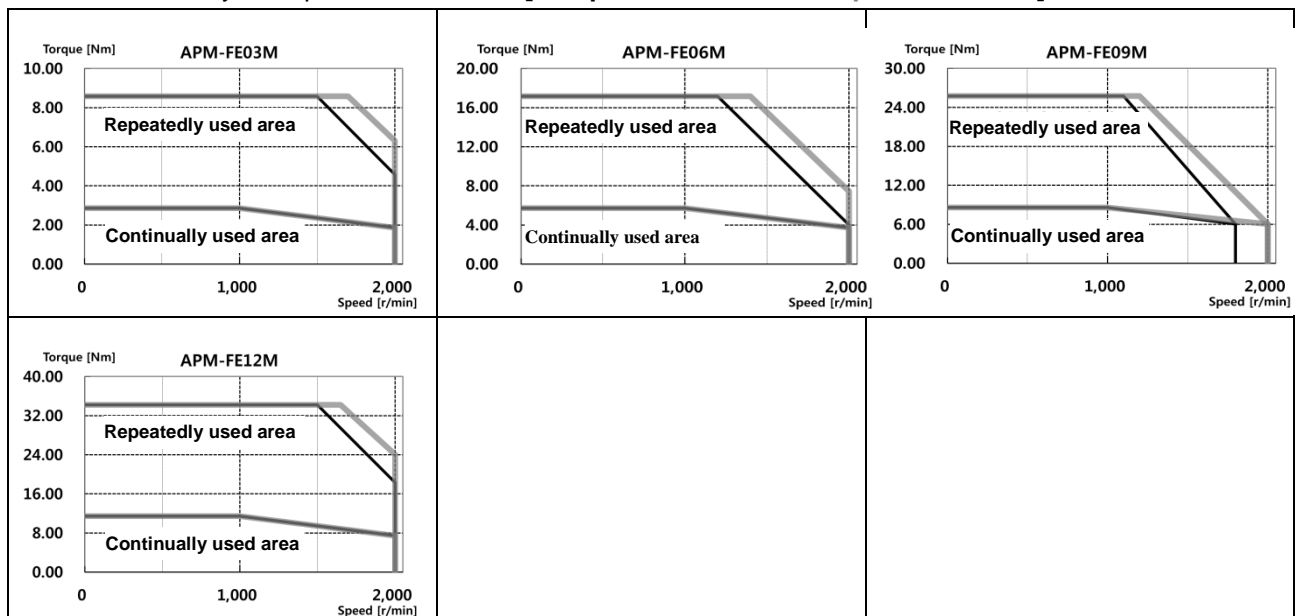 Torque [Nm] APM-FE03M
10.00
8.00
Repeatedly used area
6.00
4.00
2.00
Continually used area
0.00
0 1,000 2,000
Speed [r/min]
Torque [Nm] APM-FE06M
20.00
16.00
Repeatedly used area
12.00
8.00
4.00
Continually used area
0.00
0 1,000 2,000
Speed [r/min]
Torque [Nm] APM-FE09M
30.00
24.00
Repeatedly used area
18.00
12.00
6.00
Continually used area
0.00
0 1,000 2,000
Speed [r/min]
Torque [Nm] APM-FE12M
40.00
32.00
Repeatedly used area
24.00
16.00
8.00
Continually used area
0.00
0 1,000 2,000
Speed [r/min]